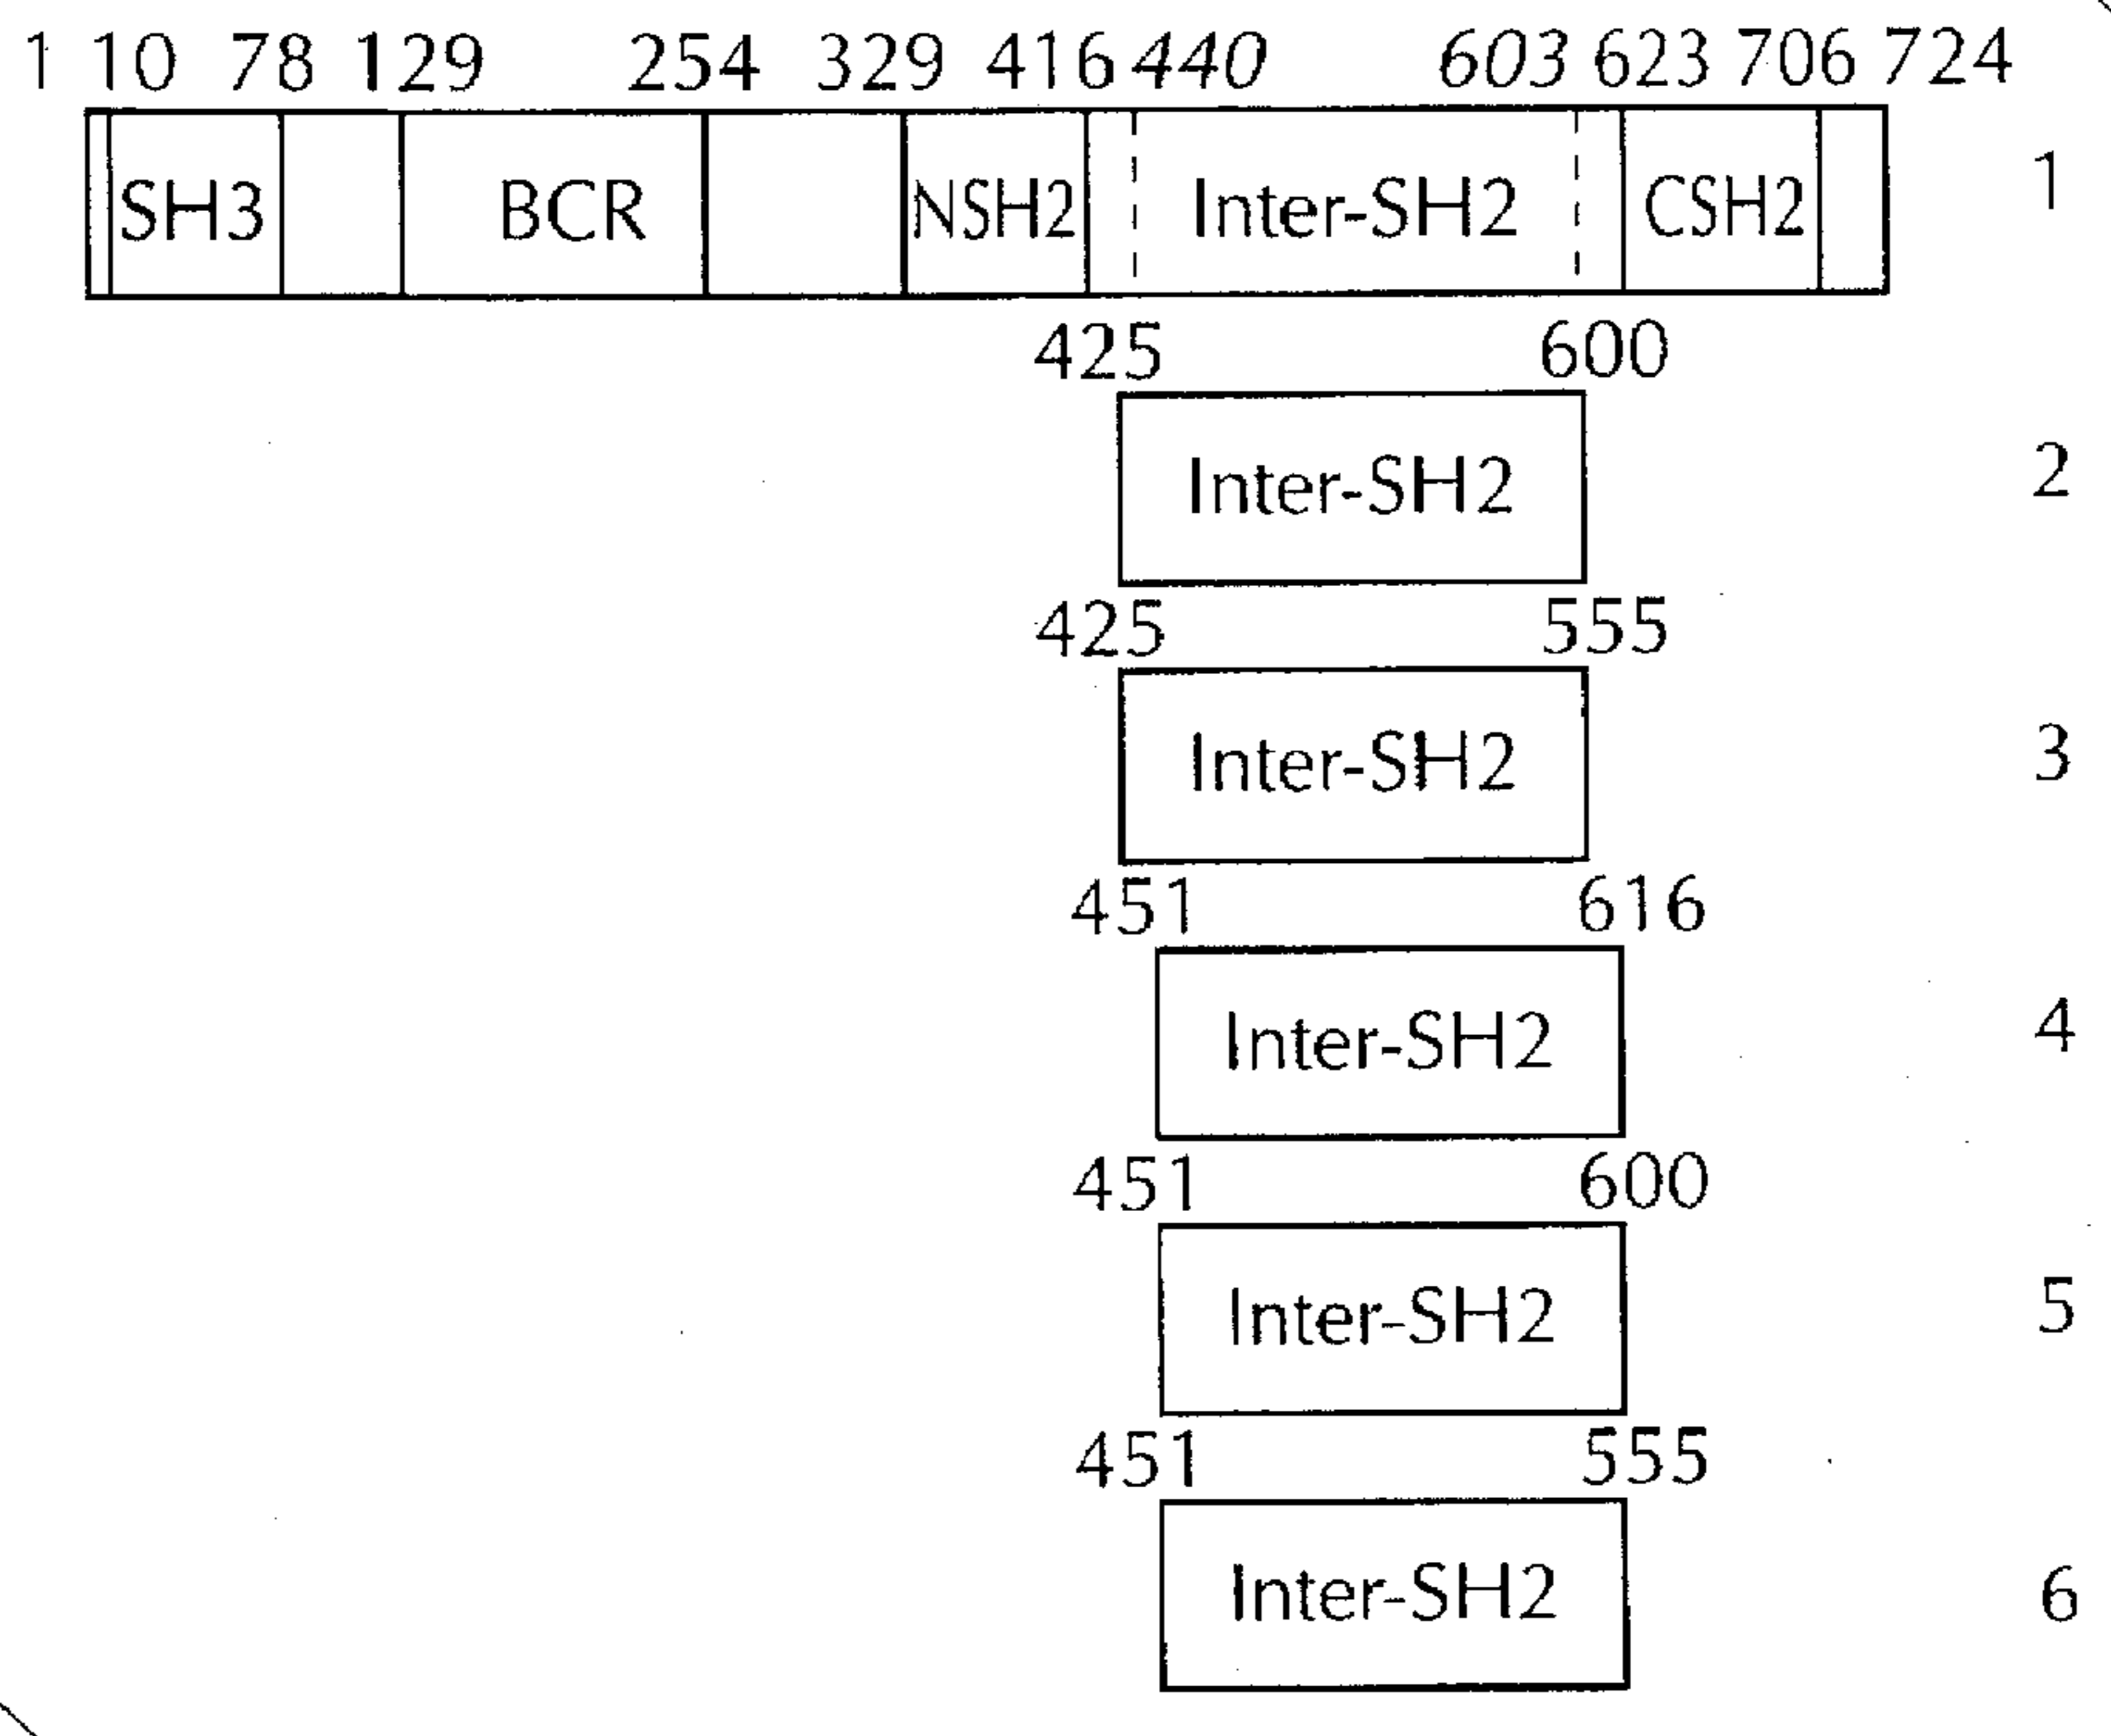 1 10 78 129 254 329 416 440 603 623 706 724
SH3 BCR NSH2 Inter-SH2 CSH2 1
425 600
Inter-SH2 2
425 555
Inter-SH2 3
451 616
Inter-SH2 4
451 600
Inter-SH2 5
451 555
Inter-SH2 6